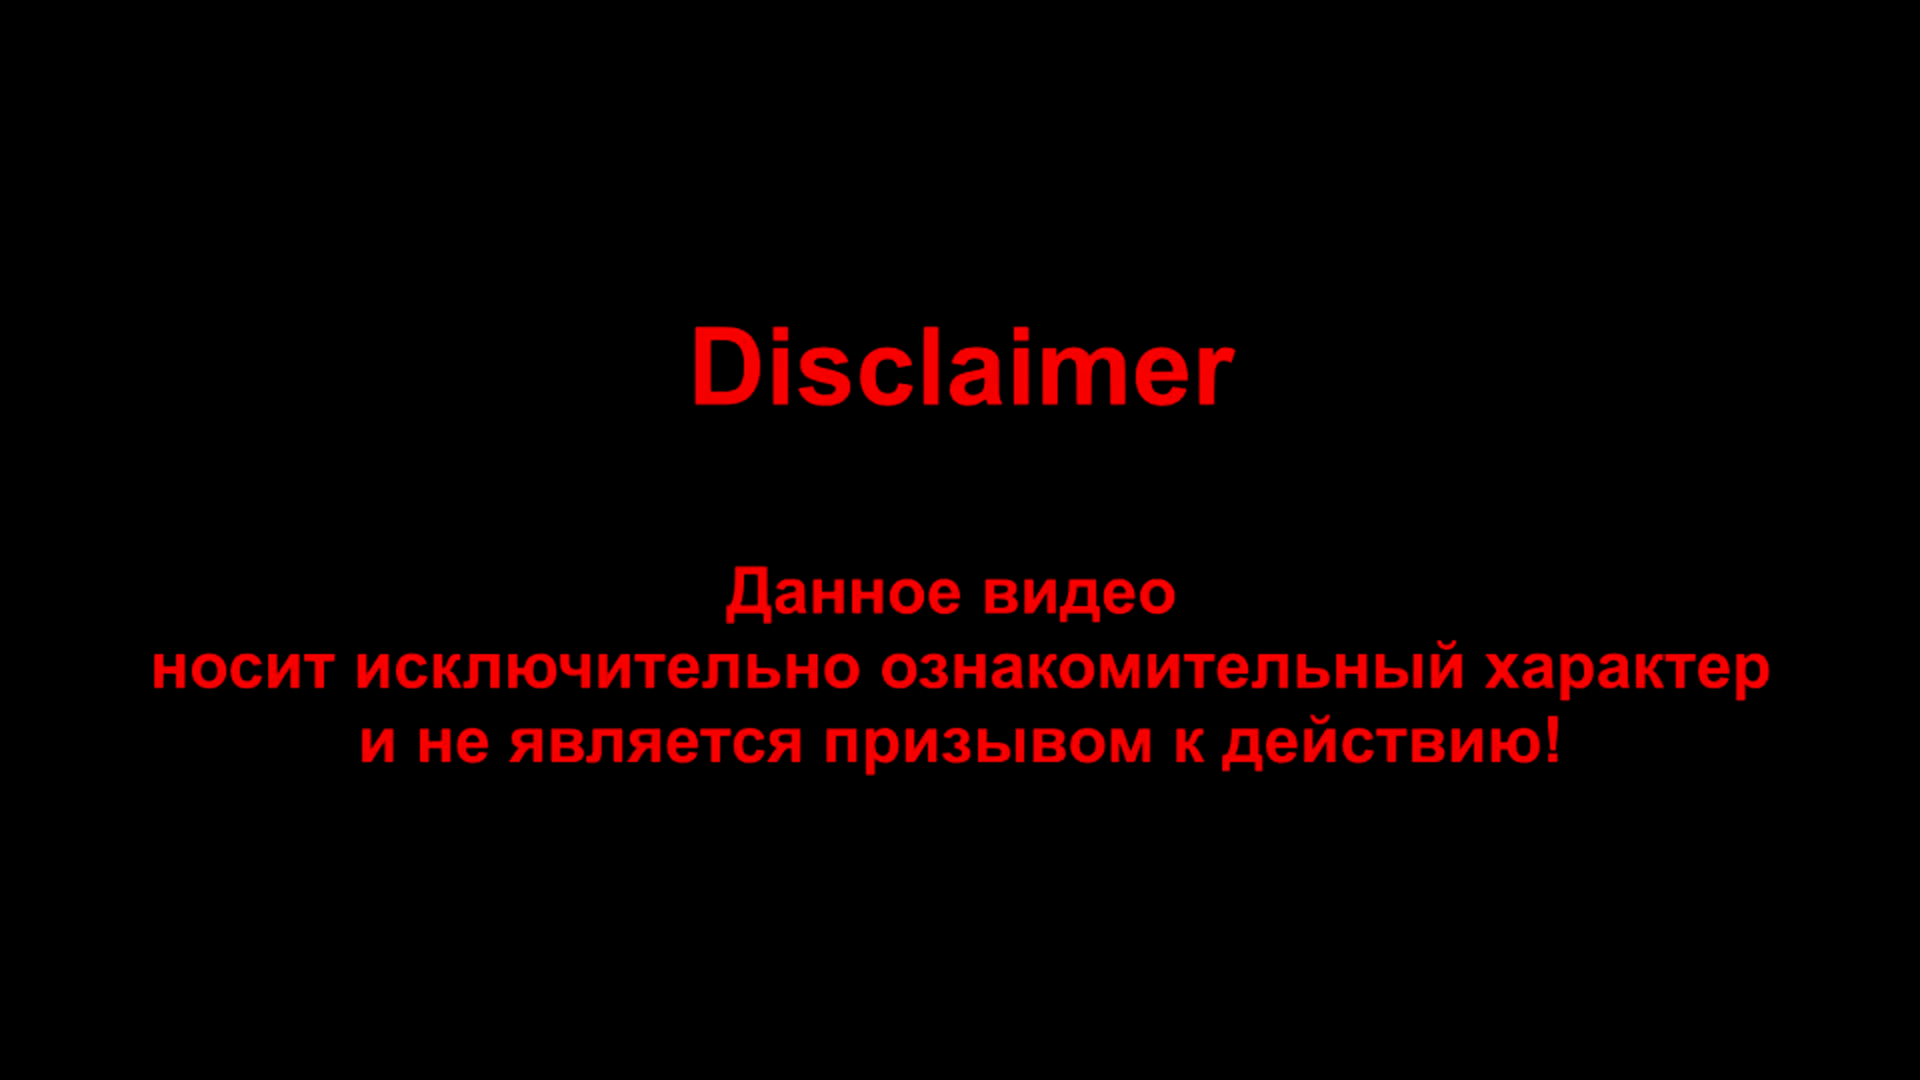 Disclaimer
Данное видео
носит исключительно ознакомительный характер
и не является призывом к действию!